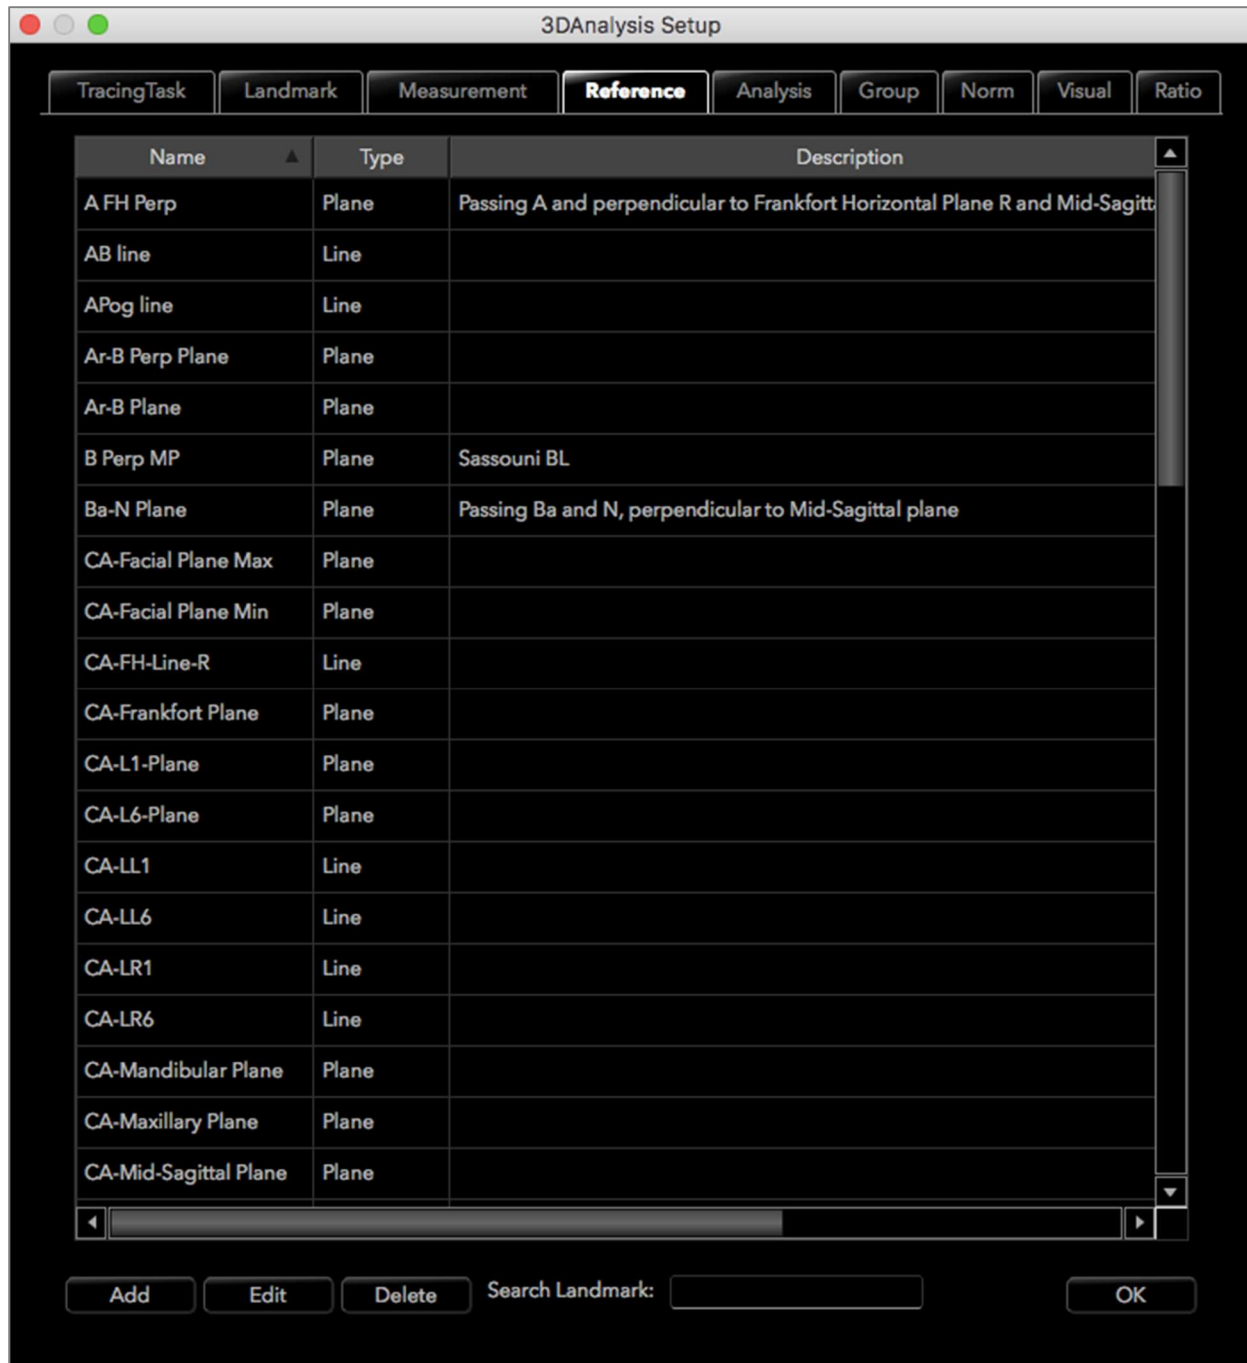 3DAnalysis Setup
TracingTask Landmark Measurement Reference Analysis Group Norm Visual Ratio
Name Type Description
A FH Perp Plane Passing A and perpendicular to Frankfort Horizontal Plane R and Mid-Sagitt
AB line Line
APog line Line
Ar-B Perp Plane Plane
Ar-B Plane Plane
B Perp MP Plane Sassouni BL
Ba-N Plane Plane Passing Ba and N, perpendicular to Mid-Sagittal plane
CA-Facial Plane Max Plane
CA-Facial Plane Min Plane
CA-FH-Line-R Line
CA-Frankfort Plane Plane
CA-L1-Plane Plane
CA-L6-Plane Plane
CA-LL1 Line
CA-LL6 Line
CA-LR1 Line
CA-LR6 Line
CA-Mandibular Plane Plane
CA-Maxillary Plane Plane
CA-Mid-Sagittal Plane Plane
Add Edit Delete Search Landmark: OK